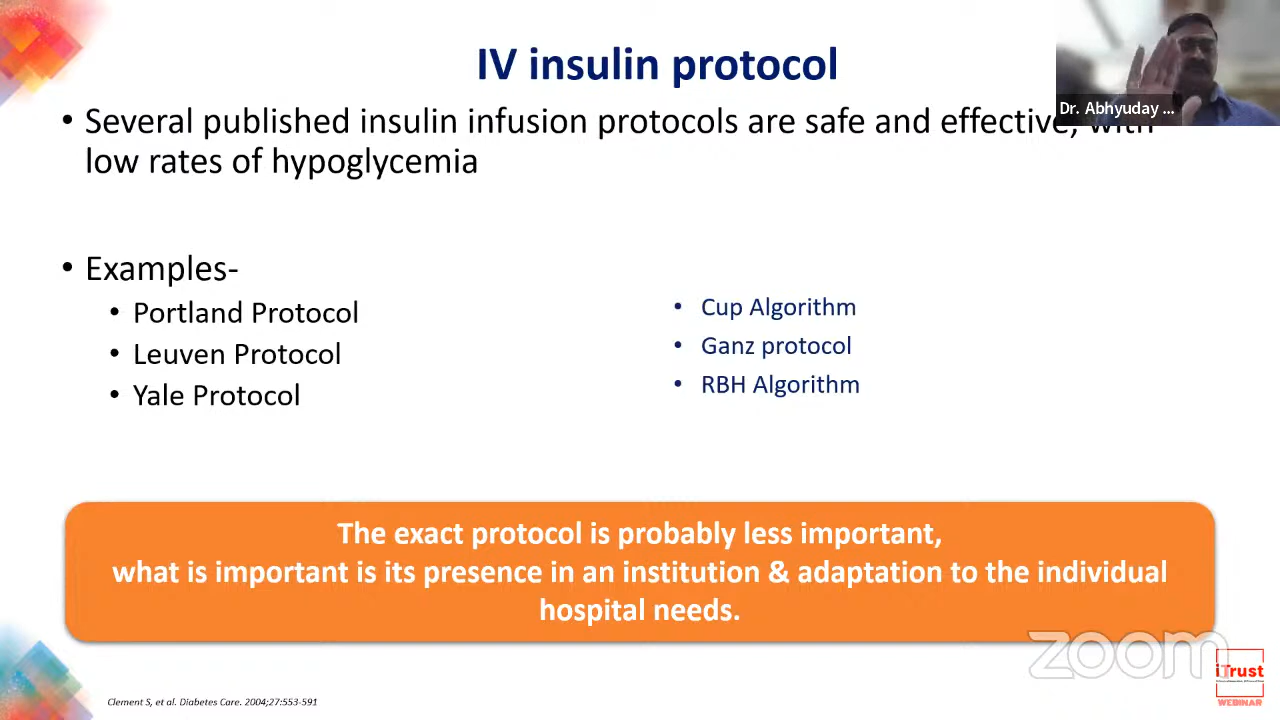 IV insulin protocol
Dr. Abhyuday ...
• Several published insulin infusion protocols are safe and effective, with
low rates of hypoglycemia
• Examples-
• Portland Protocol
• Leuven Protocol
• Yale Protocol
• Cup Algorithm
• Ganz protocol
• RBH Algorithm
The exact protocol is probably less important,
what is important is its presence in an institution & adaptation to the individual
hospital needs.
zoom
iTrust
WEBINAR
Clement S, et al. Diabetes Care. 2004;27:553-591